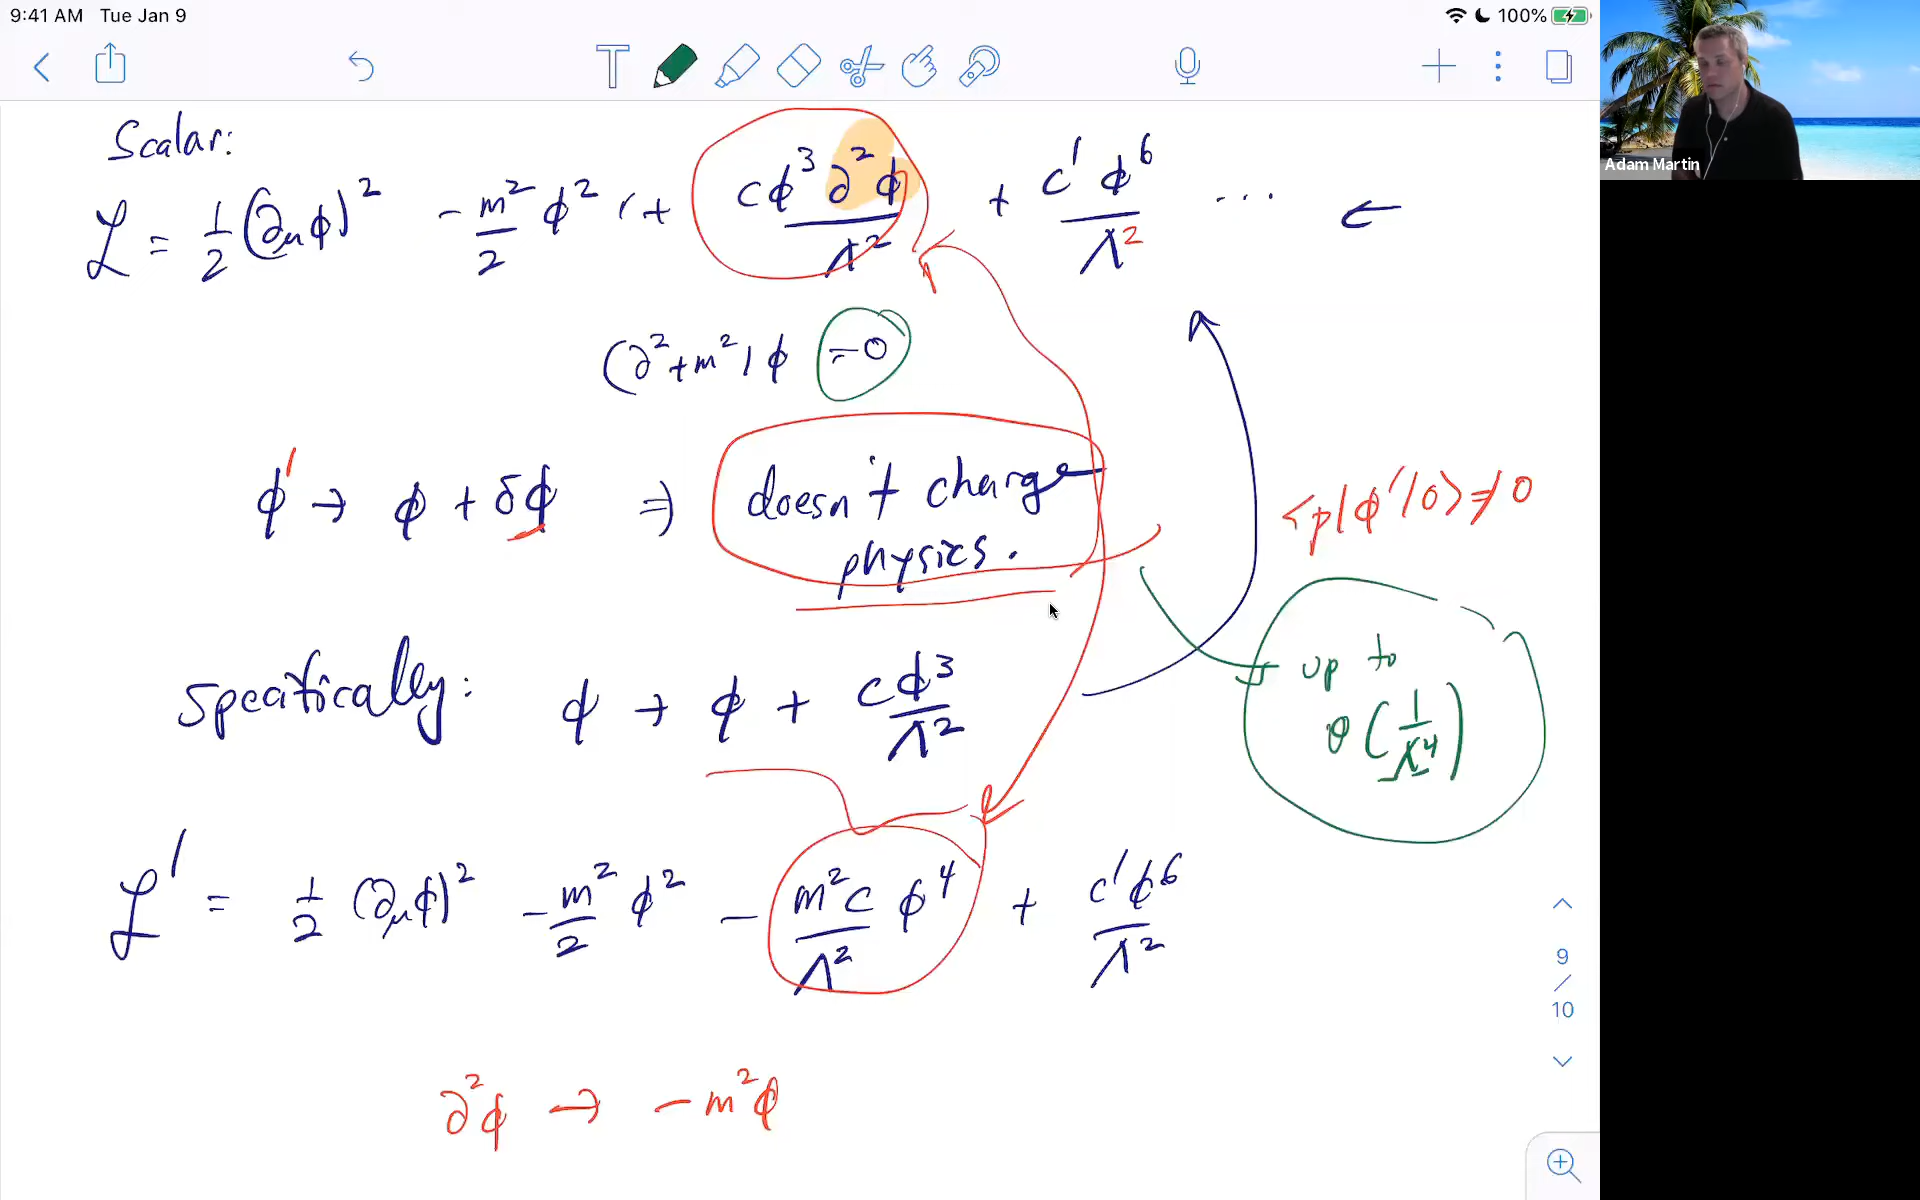 9:41 AM Tue Jan 9
100%
Adam Martin
Scalar:
ℒ = 1/2 (∂μϕ)² - m²/2 ϕ² + cϕ³∂²ϕ/Λ² + c'ϕ⁶/Λ² ... ←
(∂²+m²)ϕ =0
ϕ' → ϕ + δϕ ⇒ doesn't change
physics.
<p|ϕ'|0> ≠ 0
up to
O(1/Λ⁴)
Specifically: ϕ → ϕ + cϕ³/Λ²
ℒ' = 1/2 (∂μϕ)² - m²/2 ϕ² - m²c/Λ² ϕ⁴ + c'ϕ⁶/Λ²
∂²ϕ → -m²ϕ
9
/
10